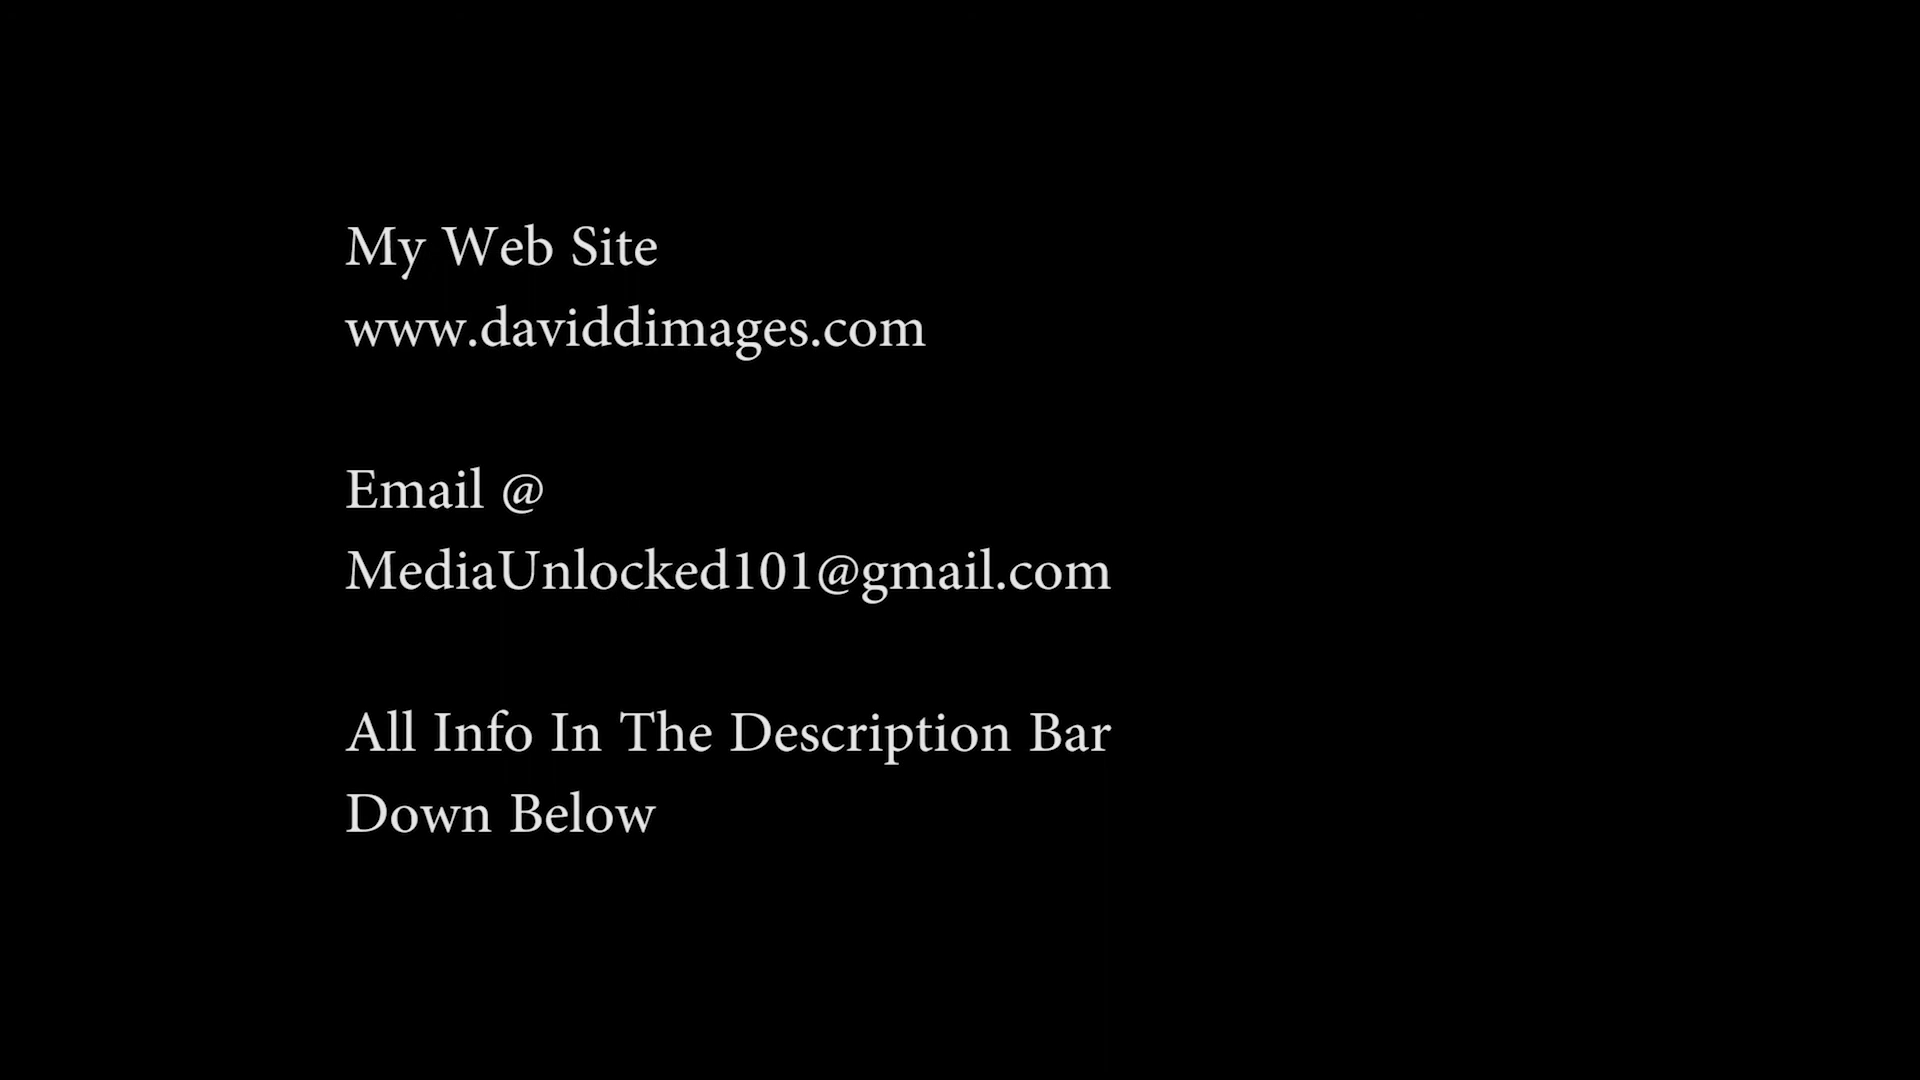 My Web Site
www.daviddimages.com
Email @
MediaUnlocked101@gmail.com
All Info In The Description Bar
Down Below